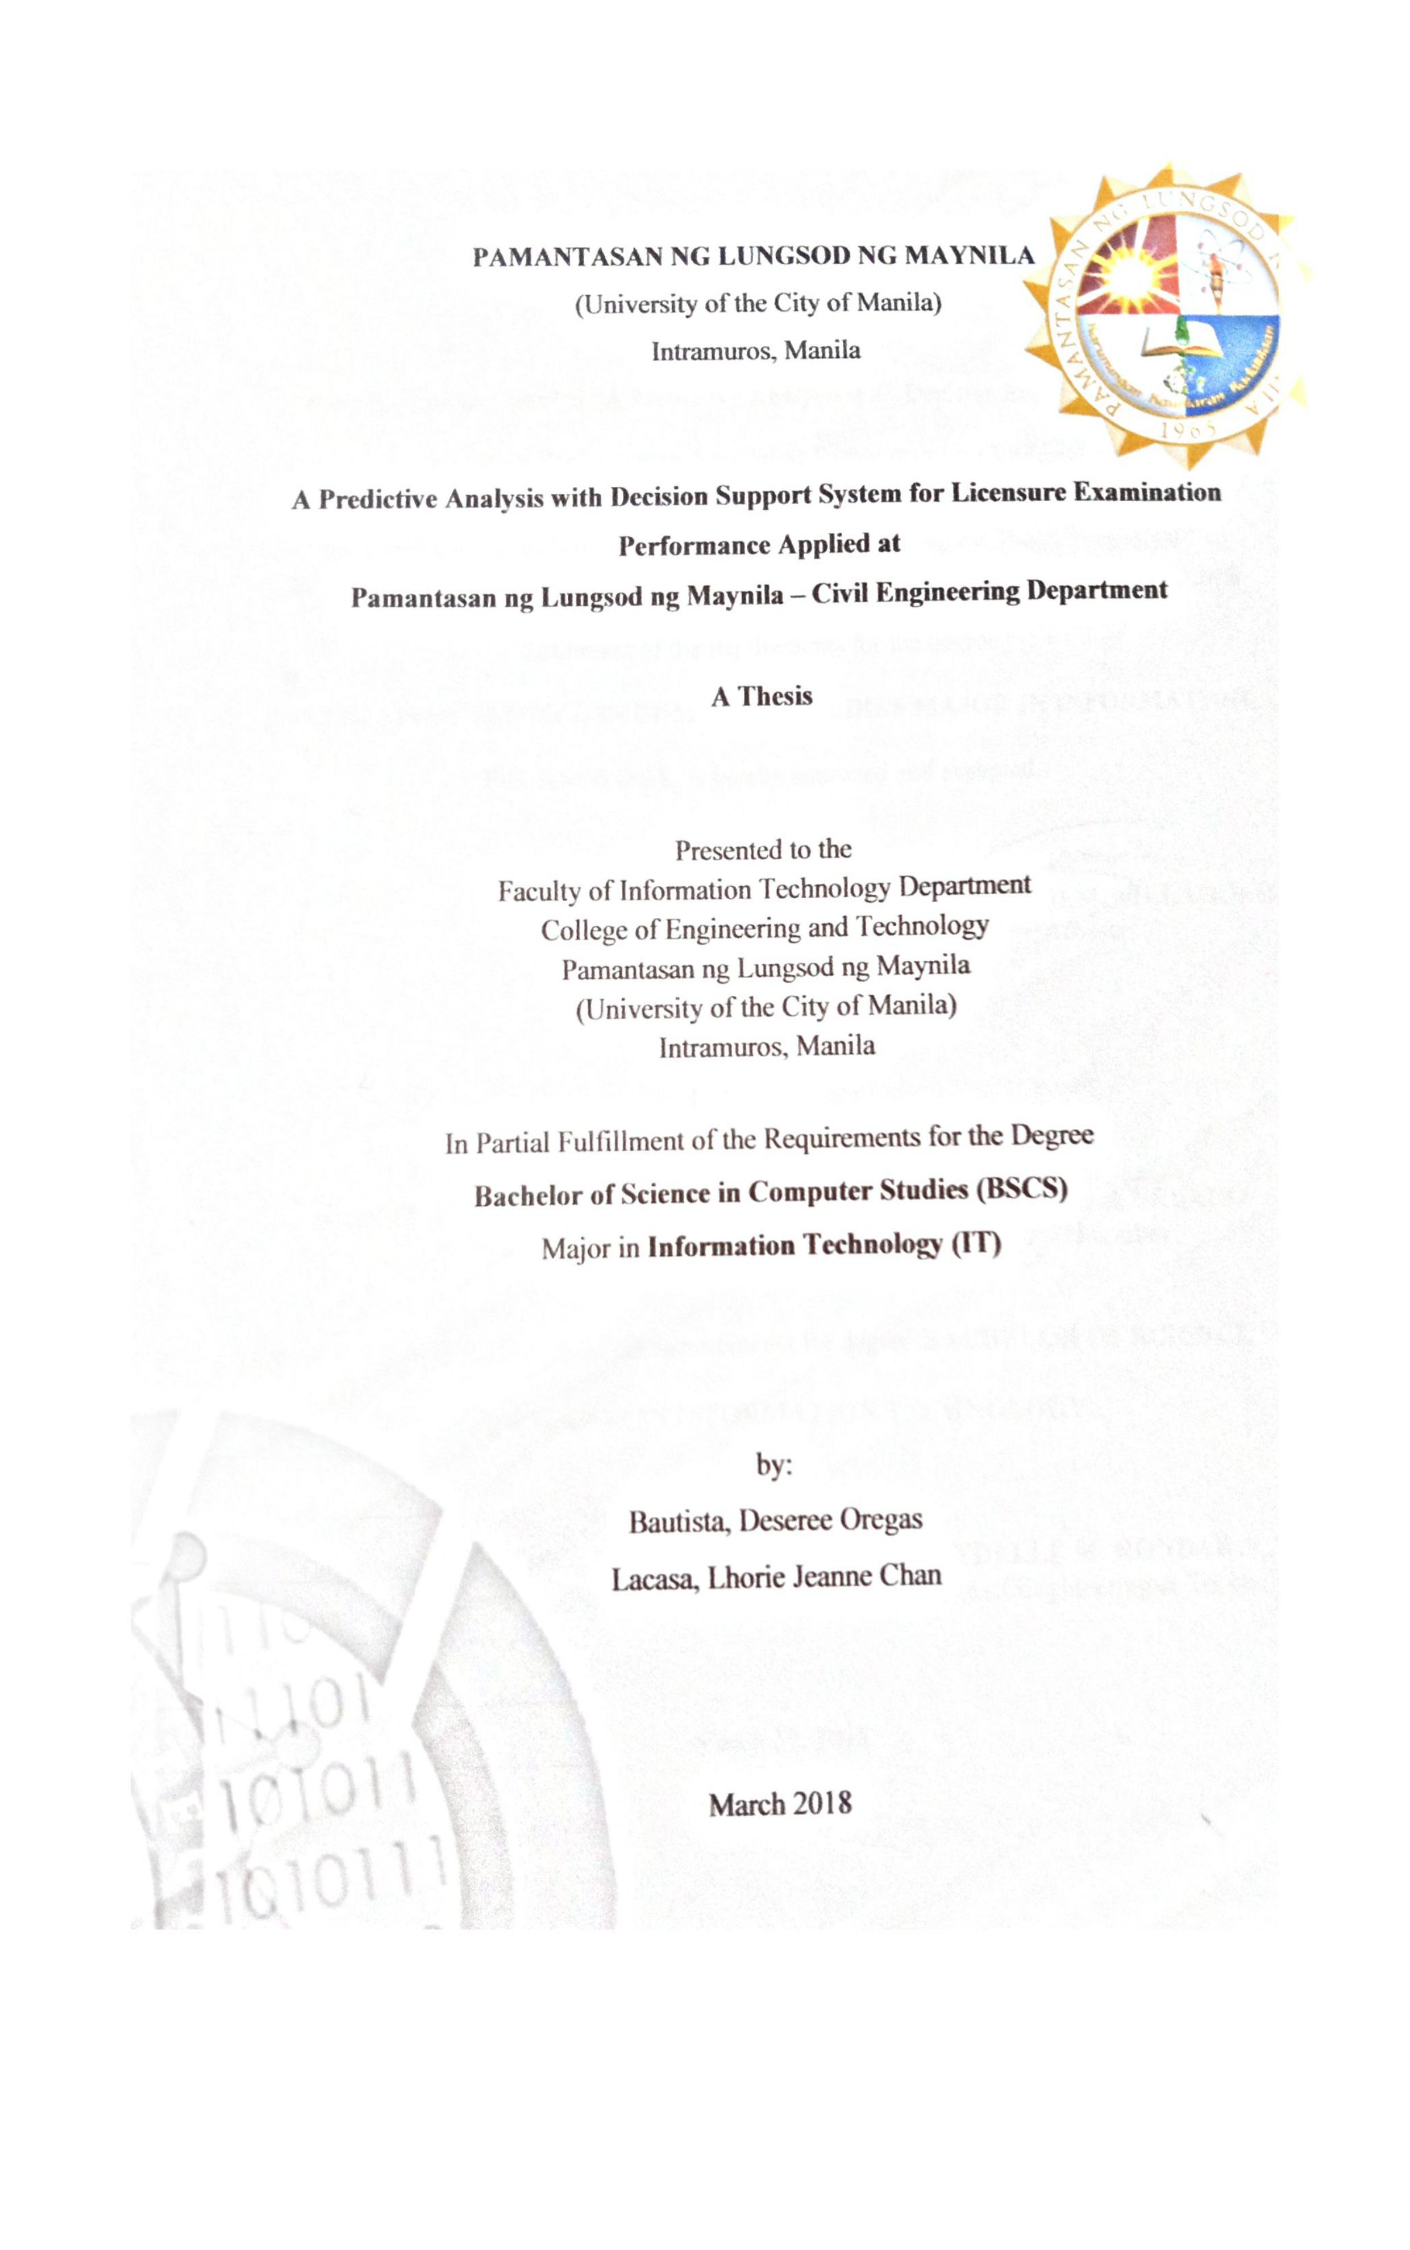 PAMANTASAN NG LUNGSOD NG MAYNILA
(University of the City of Manila)
Intramuros, Manila
PAMANTASAN NG LUNGSOD
1965
A Predictive Analysis with Decision Support System for Licensure Examination
Performance Applied at
Pamantasan ng Lungsod ng Maynila – Civil Engineering Department
A Thesis
Presented to the
Faculty of Information Technology Department
College of Engineering and Technology
Pamantasan ng Lungsod ng Maynila
(University of the City of Manila)
Intramuros, Manila
In Partial Fulfillment of the Requirements for the Degree
Bachelor of Science in Computer Studies (BSCS)
Major in Information Technology (IT)
by:
Bautista, Deseree Oregas
Lacasa, Lhorie Jeanne Chan
11101
101011
1010111
March 2018